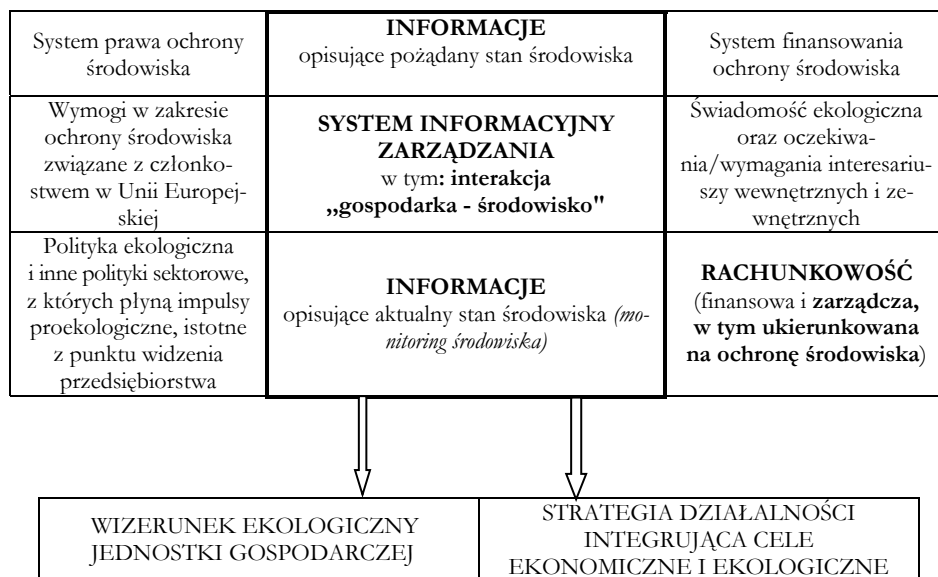 System prawa ochrony
środowiska
INFORMACJE
opisujące pożądany stan środowiska
System finansowania
ochrony środowiska
Wymogi w zakresie
ochrony środowiska
związane z członko-
stwem w Unii Europej-
skiej
SYSTEM INFORMACYJNY
ZARZĄDZANIA
w tym: interakcja
„gospodarka - środowisko"
Świadomość ekologiczna
oraz oczekiwa-
nia/wymagania interesariu-
szy wewnętrznych i ze-
wnętrznych
Polityka ekologiczna
i inne polityki sektorowe,
z których płyną impulsy
proekologiczne, istotne
z punktu widzenia
przedsiębiorstwa
INFORMACJE
opisujące aktualny stan środowiska (mo-
nitoring środowiska)
RACHUNKOWOŚĆ
(finansowa i zarządcza,
w tym ukierunkowana
na ochronę środowiska)
WIZERUNEK EKOLOGICZNY
JEDNOSTKI GOSPODARCZEJ
STRATEGIA DZIAŁALNOŚCI
INTEGRUJĄCA CELE
EKONOMICZNE I EKOLOGICZNE